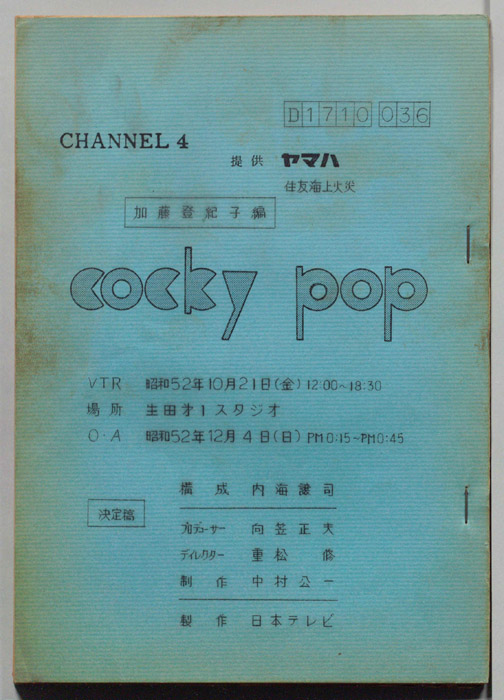 D1710 036
CHANNEL 4
提供 ヤマハ
住友海上火災
加藤登紀子編
cocky pop
VTR 昭和52年10月21日(金) 12:00~18:30
場所 生田才1スタジオ
O・A 昭和52年12月4日(日) PM0:15~PM0:45
構成 内海謙司
決定稿
プロデューサー 向笠正夫
ディレクター 重松 修
制作 中村公一
製作 日本テレビ